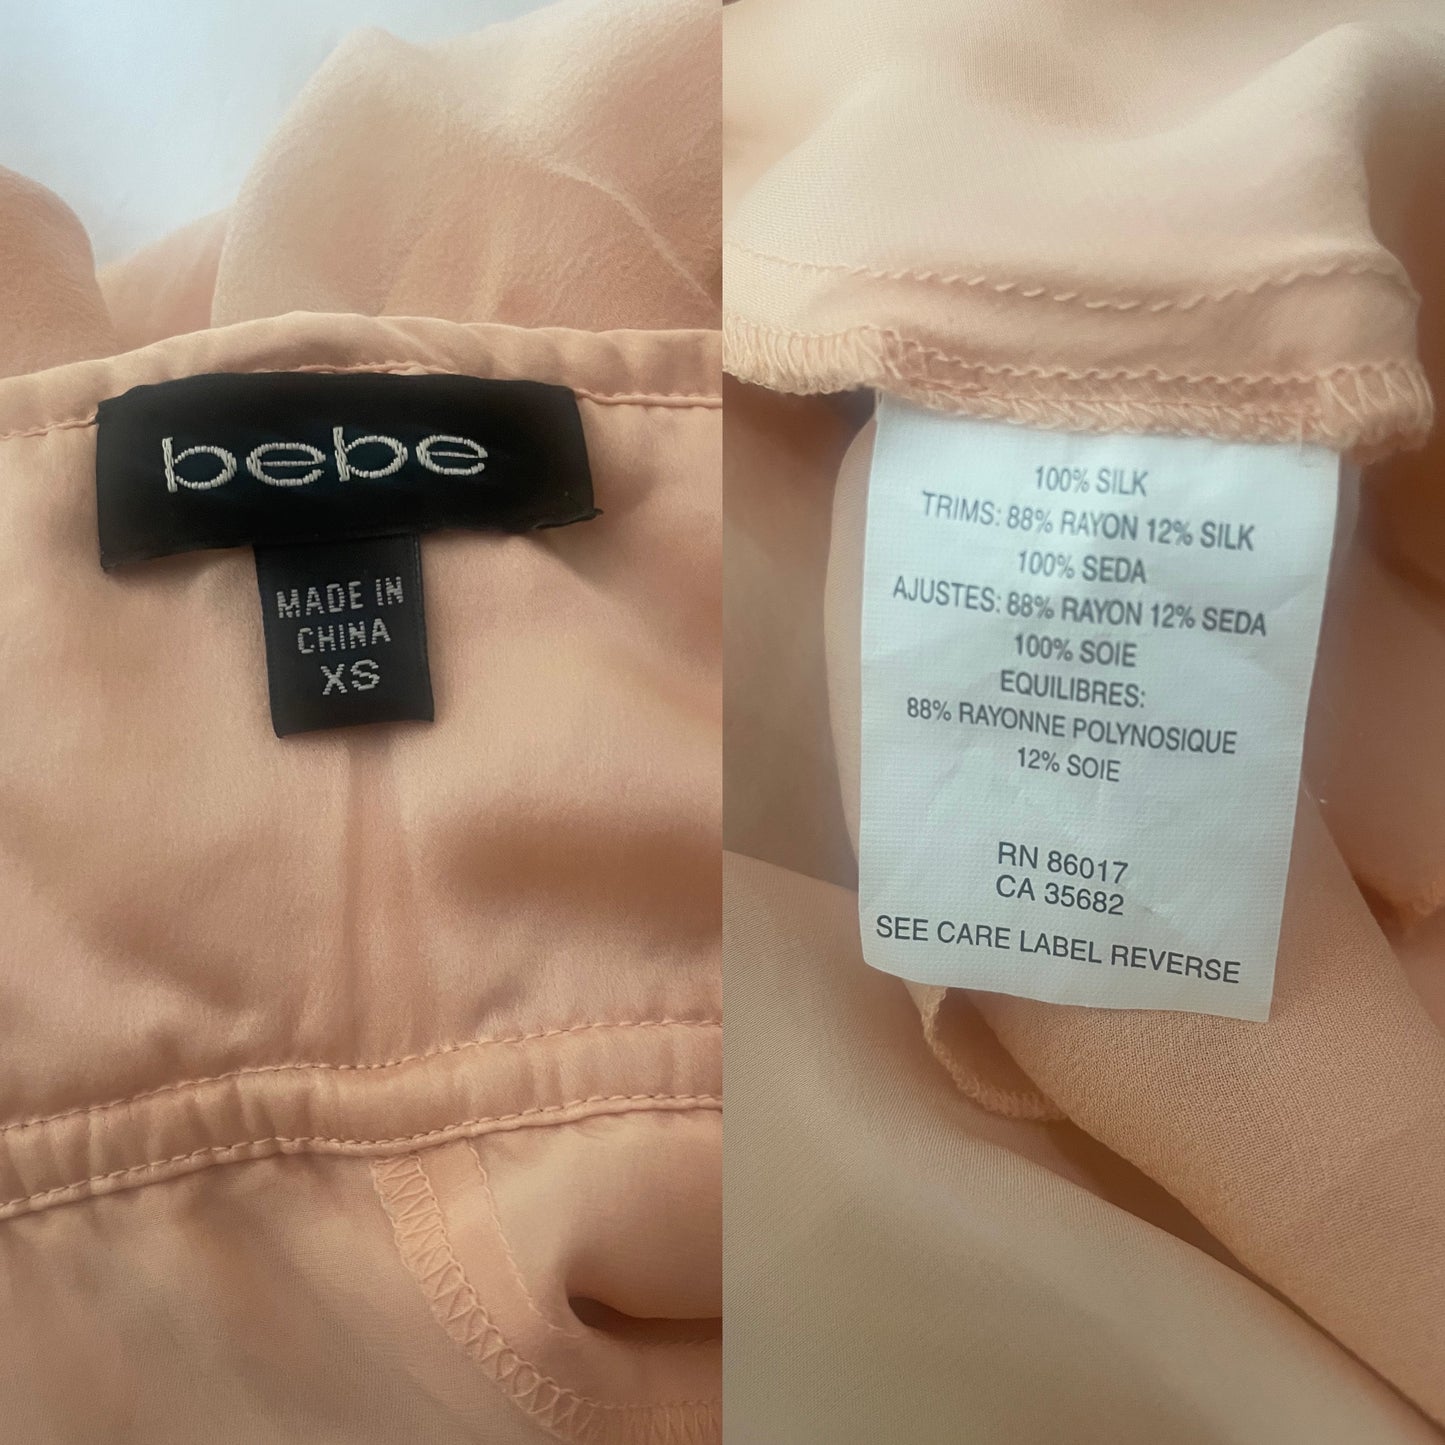 bebe
MADE IN
CHINA
XS
100% SILK
TRIMS: 88% RAYON 12% SILK
100% SEDA
AJUSTES: 88% RAYON 12% SEDA
100% SOIE
EQUILIBRES:
88% RAYONNE POLYNOSIQUE
12% SOIE
RN 86017
CA 35682
SEE CARE LABEL REVERSE